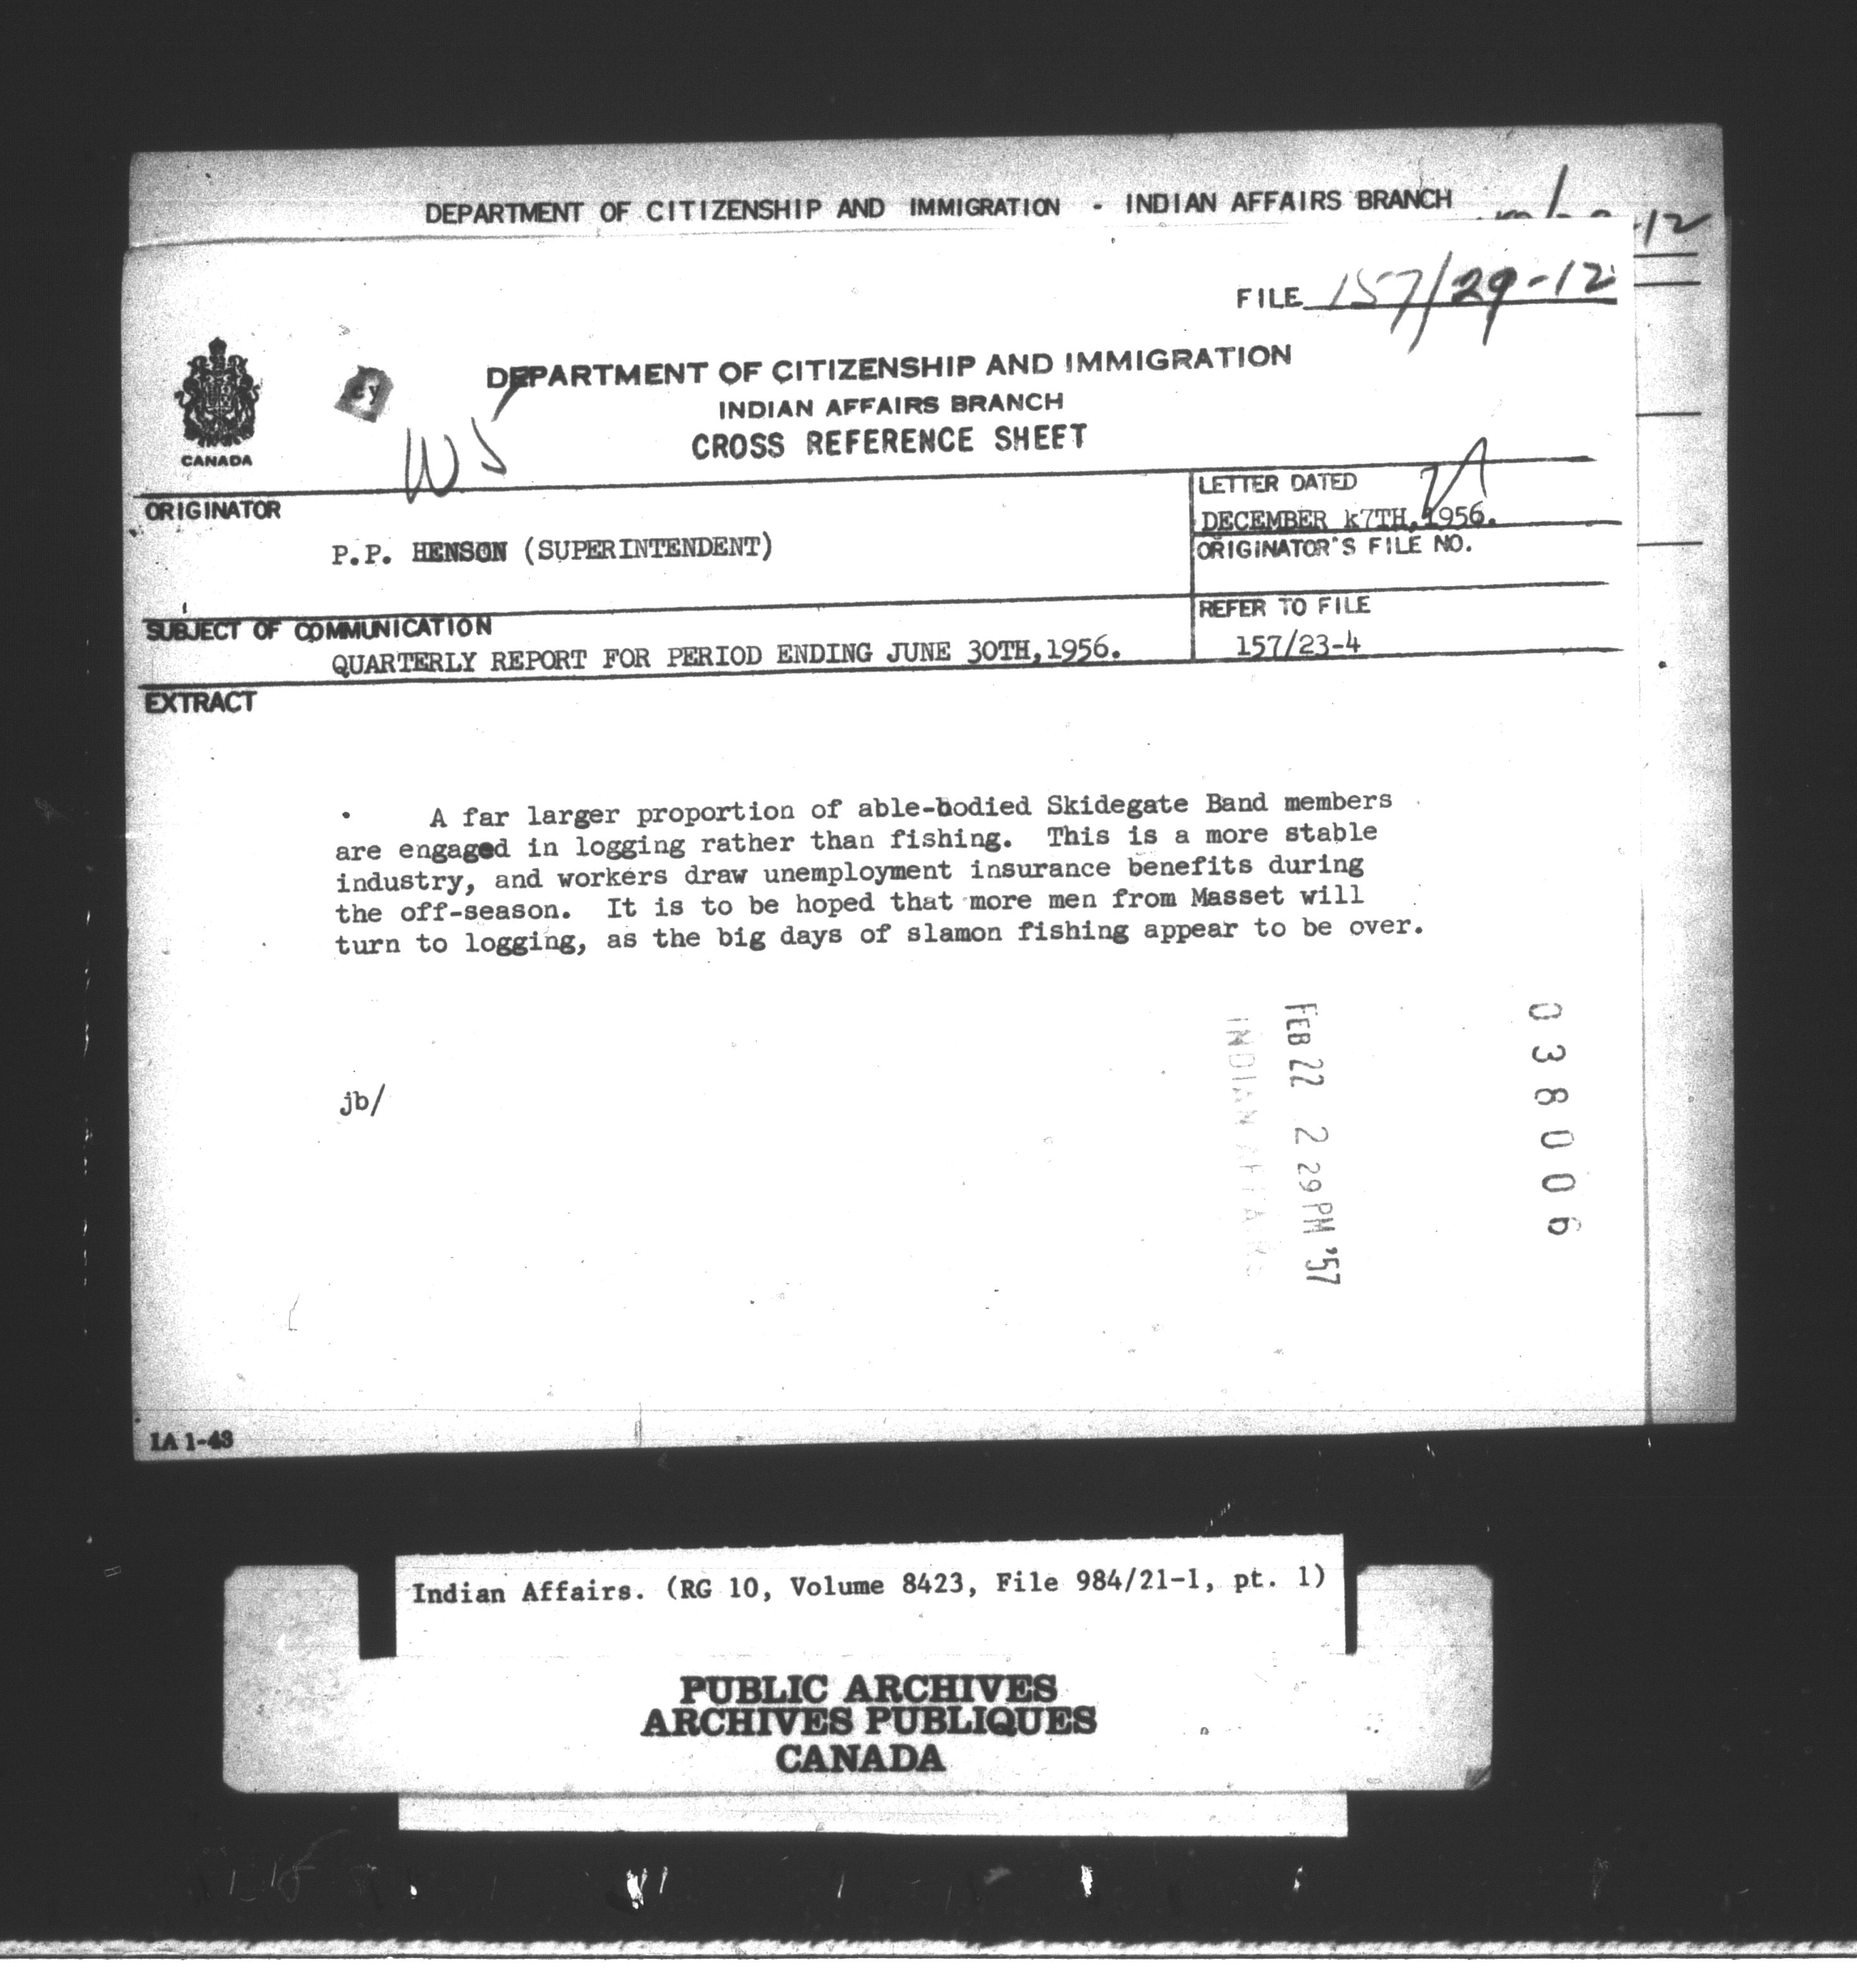 DEPARTMENT OF CITIZENSHIP AND IMMIGRATION - INDIAN AFFAIRS BRANCH
-12
FILE 157/29-12
DEPARTMENT OF CITIZENSHIP AND IMMIGRATION
INDIAN AFFAIRS BRANCH
CROSS REFERENCE SHEET
CANADA
ORIGINATOR
P.P. HENSON (SUPERINTENDENT)
LETTER DATED
DECEMBER k7TH, 1956.
ORIGINATOR'S FILE NO.
SUBJECT OF COMMUNICATION
QUARTERLY REPORT FOR PERIOD ENDING JUNE 30TH, 1956.
REFER TO FILE
157/23-4
EXTRACT
A far larger proportion of able-bodied Skidegate Band members
are engaged in logging rather than fishing. This is a more stable
industry, and workers draw unemployment insurance benefits during
the off-season. It is to be hoped that more men from Masset will
turn to logging, as the big days of slamon fishing appear to be over.
jb/
038006
FEB 22 2 29 PM '57
INDIAN AFFAIRS
IA 1-43
Indian Affairs. (RG 10, Volume 8423, File 984/21-1, pt. 1)
PUBLIC ARCHIVES
ARCHIVES PUBLIQUES
CANADA